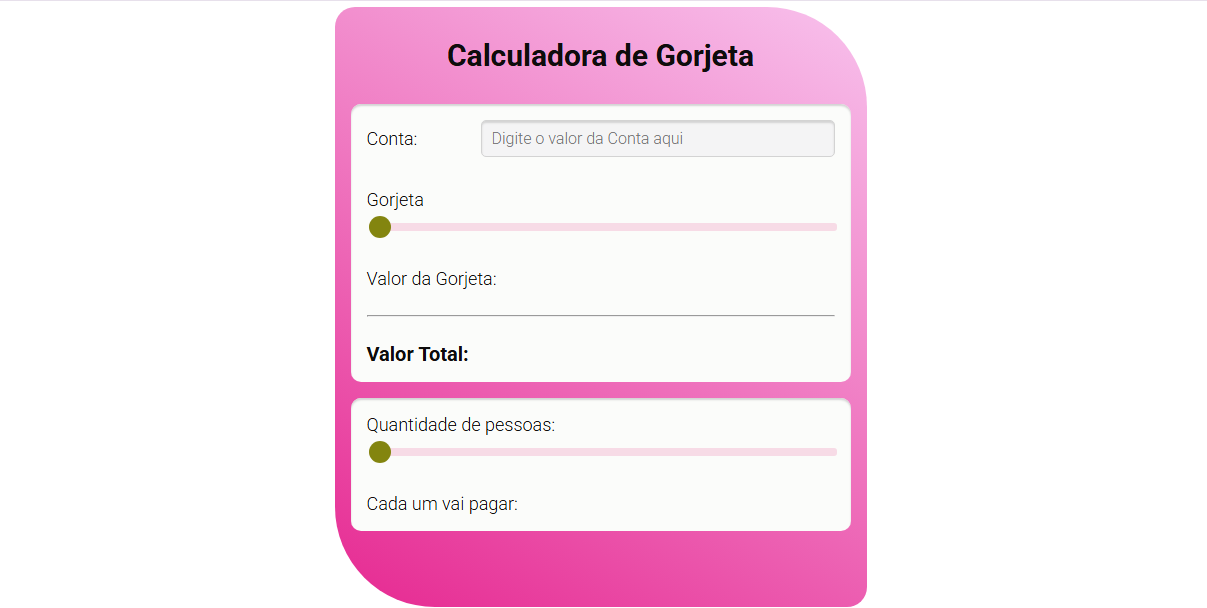 Calculadora de Gorjeta
Conta: Digite o valor da Conta aqui
Gorjeta
Valor da Gorjeta:
Valor Total:
Quantidade de pessoas:
Cada um vai pagar: